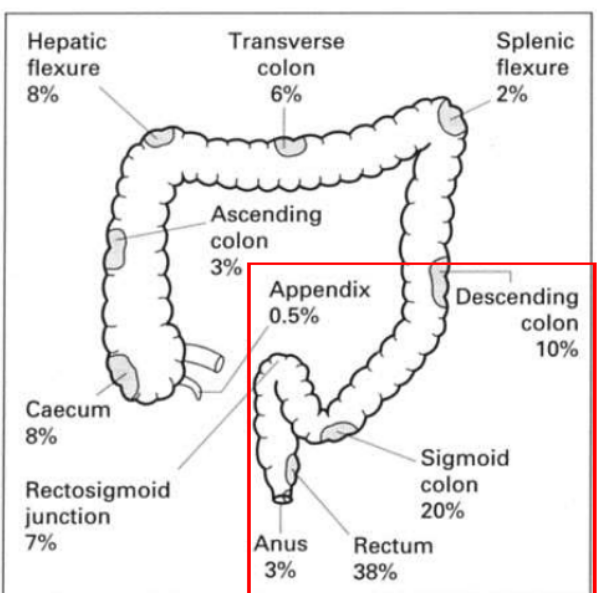 Hepatic
flexure
8%
Transverse
colon
6%
Splenic
flexure
2%
Ascending
colon
3%
Appendix
0.5%
Descending
colon
10%
Caecum
8%
Sigmoid
colon
20%
Rectosigmoid
junction
7%
Anus
3%
Rectum
38%